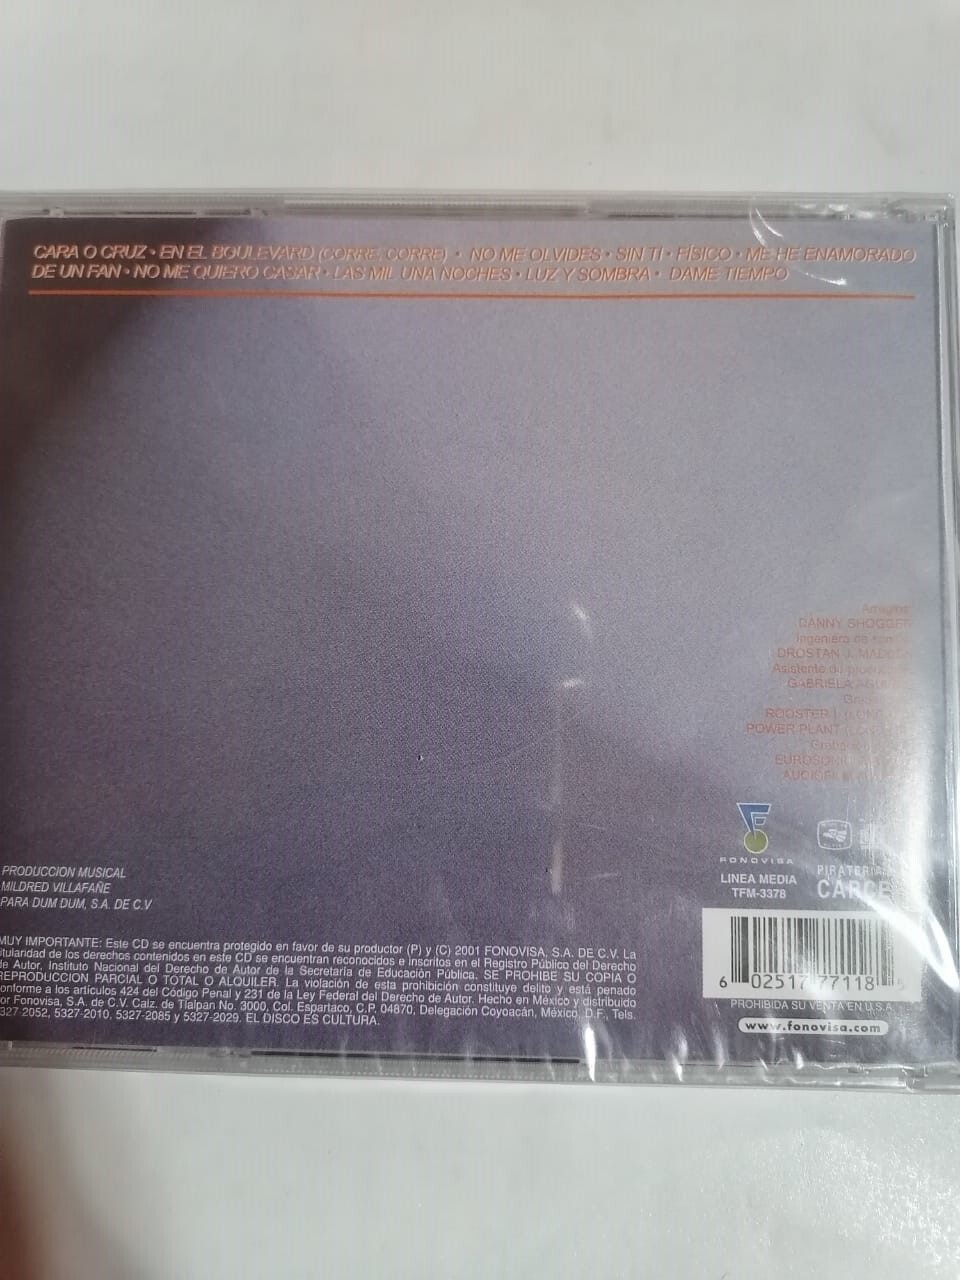 CARA O CRUZ • EN EL BOULEVARD (CORRE, CORRE) • NO ME OLVIDES • SIN TI • FÍSICO • ME HE ENAMORADO
DE UN FAN • NO ME QUIERO CASAR • LAS MIL UNA NOCHES • LUZ Y SOMBRA • DAME TIEMPO
DANNY SHOGGER
Ingeniero de
DROSTAN J.
Asistente de
GABRIELA
ROOSTER 1
POWER PLANT
FONOVISA
LINEA MEDIA
TFM-3378
PRODUCCION MUSICAL
MILDRED VILLAFAÑE
PARA DUM DUM, S.A. DE C.V
MUY IMPORTANTE: Este CD se encuentra protegido en favor de su productor (P) y (C) 2001 FONOVISA, S.A. DE C.V. La
itularidad de los derechos contenidos en este CD se encuentran reconocidos e inscritos en el Registro Público del Derecho
de Autor, Instituto Nacional del Derecho de Autor de la Secretaría de Educación Pública. SE PROHIBE SU COPIA O
REPRODUCCION PARCIAL O TOTAL O ALQUILER. La violación de esta prohibición constituye delito y está penado
onforme a los artículos 424 del Código Penal y 231 de la Ley Federal del Derecho de Autor. Hecho en México y distribuido
or Fonovisa, S.A. de C.V. Calz. de Tlalpan No. 3000, Col. Espartaco, C.P. 04870, Delegación Coyoacán, México, D.F., Tels.
327-2052, 5327-2010, 5327-2085 y 5327-2029. EL DISCO ES CULTURA.
6 02517 77118 5
PROHIBIDA SU VENTA EN U.S.A.
www.fonovisa.com